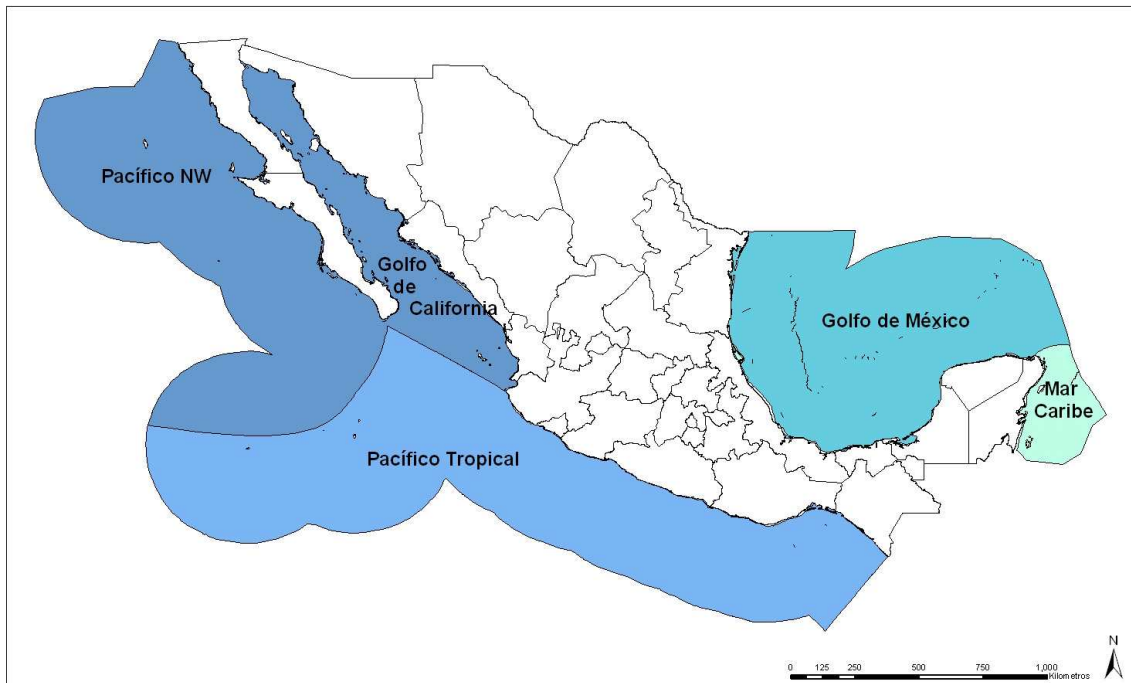 Pacífico NW
Golfo
de
California
Golfo de México
Mar
Caribe
Pacífico Tropical
N
0 125 250 500 750 1,000
Kilometros